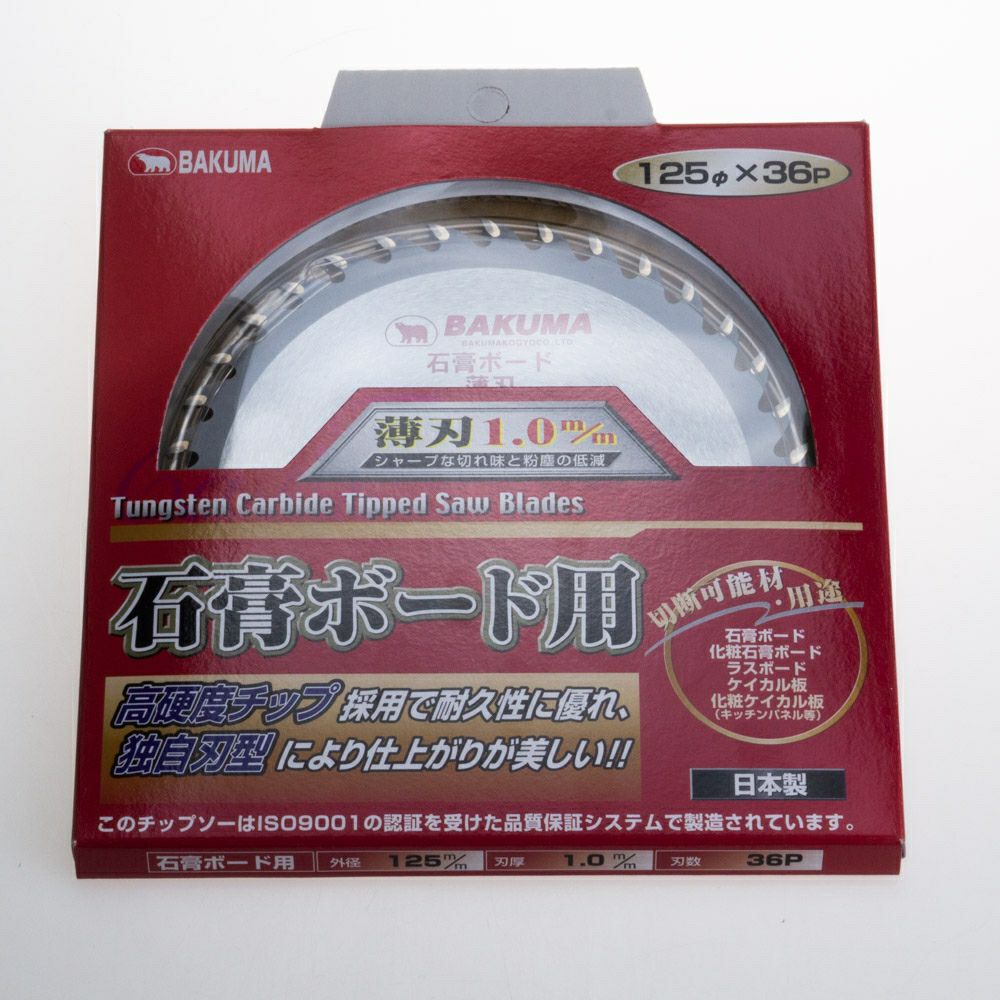 BAKUMA
125φ×36P
BAKUMA
BAKUMAKOGYOCO.,LTD
石膏ボード
薄刃
薄刃1.0m/m
シャープな切れ味と粉塵の低減
Tungsten Carbide Tipped Saw Blades
石膏ボード用
切断可能材・用途
石膏ボード
化粧石膏ボード
ラスボード
ケイカル板
化粧ケイカル板
(キッチンパネル等)
高硬度チップ採用で耐久性に優れ、
独自刃型により仕上がりが美しい!!
日本製
このチップソーはISO9001の認証を受けた品質保証システムで製造されています。
石膏ボード用 外径 125m/m 刃厚 1.0m/m 刃数 36P